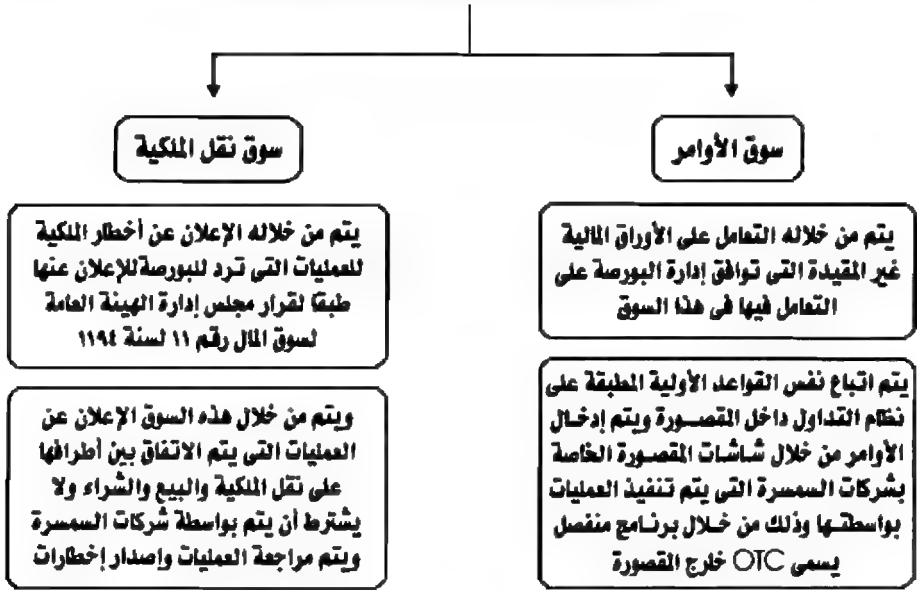 سوق الأوامر
يتم من خلاله التعامل على الأوراق المالية
غير المقيدة التى توافق إدارة البورصة على
التعامل فيها فى هذا السوق
يتم اتباع نفس القواعد الأولية المطبقة على
نظام التداول داخل المقصورة ويتم إدخال
الأوامر من خلال شاشات المقصورة الخاصة
بشركات السمسرة التى يتم تنفيذ العمليات
بواسطتها وذلك من خلال برنامج منفصل
يسمى OTC خارج المقصورة
سوق نقل الملكية
يتم من خلاله الإعلان عن أخطار الملكية
للعمليات التى ترد للبورصة للإعلان عنها
طبقا لقرار مجلس إدارة الهيئة العامة
لسوق المال رقم ١١ لسنة ١١٩٤
ويتم من خلال هذه السوق الإعلان عن
العمليات التى يتم الاتفاق بين أطرافها
على نقل الملكية والبيع والشراء ولا
يشترط أن يتم بواسطة شركات السمسرة
ويتم مراجعة العمليات وإصدار إخطارات